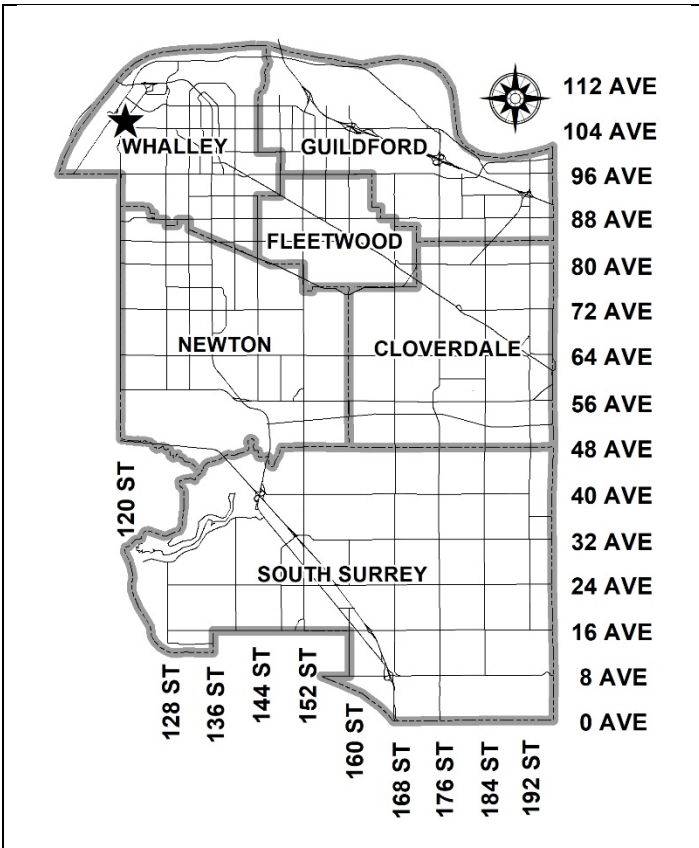 112 AVE
104 AVE
WHALLEY
GUILDFORD
96 AVE
88 AVE
FLEETWOOD
80 AVE
72 AVE
NEWTON
CLOVERDALE
64 AVE
56 AVE
48 AVE
120 ST
40 AVE
32 AVE
SOUTH SURREY
24 AVE
16 AVE
8 AVE
0 AVE
128 ST
136 ST
144 ST
152 ST
160 ST
168 ST
176 ST
184 ST
192 ST